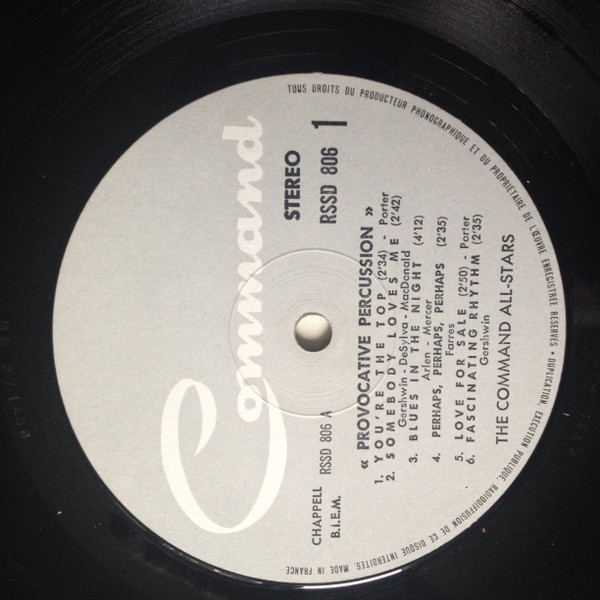 Command
STEREO
RSSD 806 1
CHAPPELL RSSD 806 A
B.I.E.M.
« PROVOCATIVE PERCUSSION »
1. YOU'RE THE TOP (2'34) - Porter
2. SOMEBODY LOVES ME (2'42)
Gershwin - DeSylva - MacDonald
3. BLUES IN THE NIGHT (4'12)
Arlen - Mercer
4. PERHAPS, PERHAPS, PERHAPS (2'35)
Farres
5. LOVE FOR SALE (2'50) - Porter
6. FASCINATING RHYTHM (2'35)
Gershwin
THE COMMAND ALL-STARS
TOUS DROITS DU PRODUCTEUR PHONOGRAPHIQUE ET DU PROPRIÉTAIRE DE L'ŒUVRE ENREGISTRÉE RÉSERVÉS • DUPLICATION, EXÉCUTION PUBLIQUE, RADIODIFFUSION DE CE DISQUE INTERDITES. MADE IN FRANCE